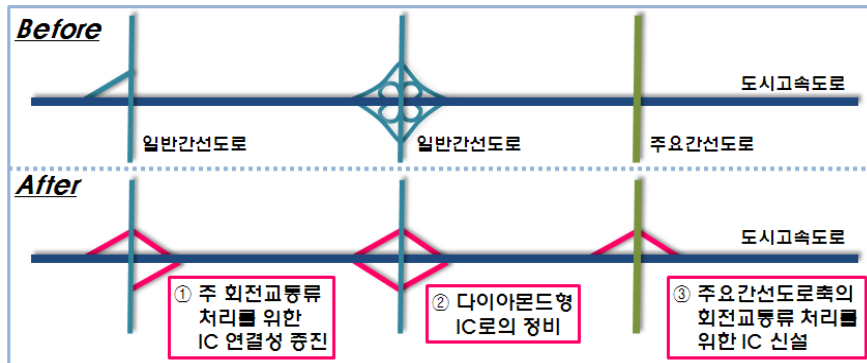 Before
도시고속도로
일반간선도로
일반간선도로
주요간선도로
After
도시고속도로
① 주 회전교통류
처리를 위한
IC 연결성 증진
② 다이아몬드형
IC로의 정비
③ 주요간선도로축의
회전교통류 처리를
위한 IC 신설